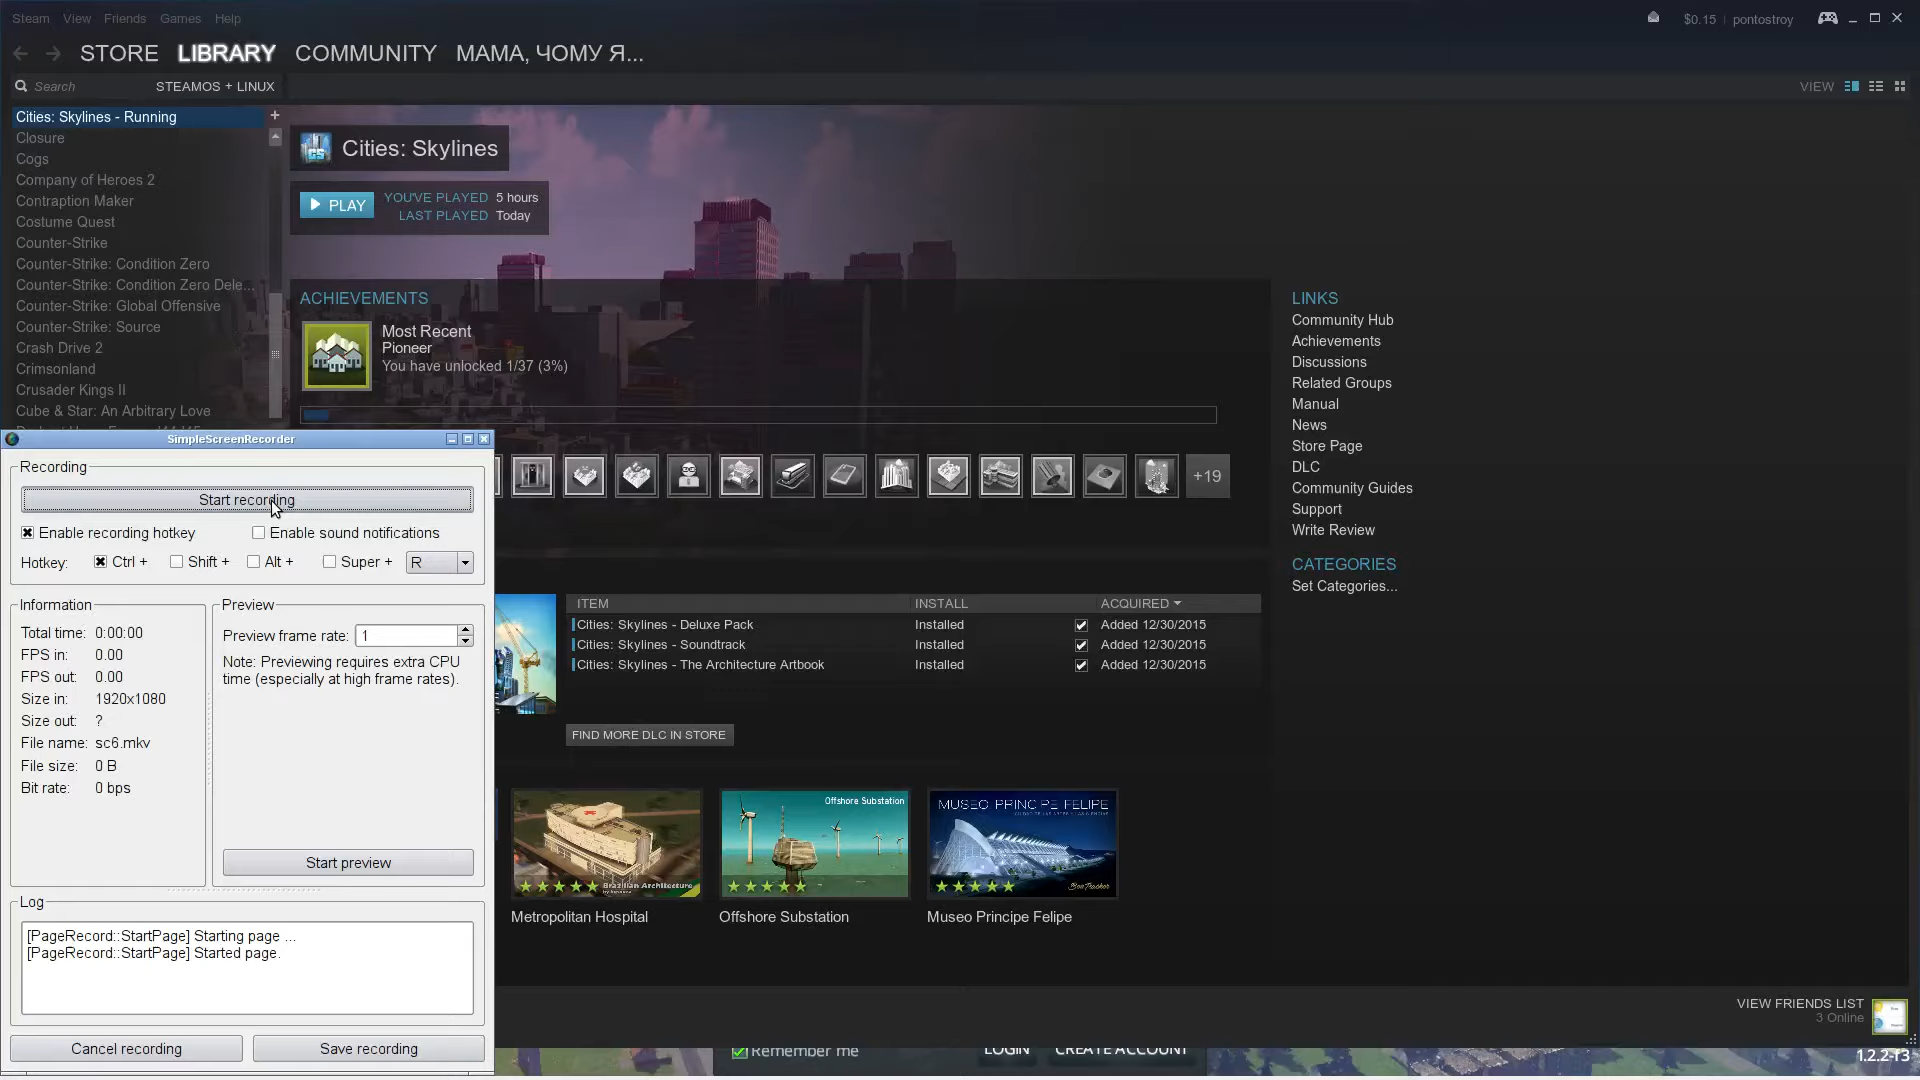 Steam View Friends Games Help
$0.15 | pontostroy
STORE LIBRARY COMMUNITY МАМА, ЧОМУ Я...
Search STEAMOS + LINUX
VIEW
Cities: Skylines - Running +
Closure
Cogs
Company of Heroes 2
Contraption Maker
Costume Quest
Counter-Strike
Counter-Strike: Condition Zero
Counter-Strike: Condition Zero Dele...
Counter-Strike: Global Offensive
Counter-Strike: Source
Crash Drive 2
Crimsonland
Crusader Kings II
Cube & Star: An Arbitrary Love
Cities: Skylines
PLAY
YOU'VE PLAYED 5 hours
LAST PLAYED Today
ACHIEVEMENTS
Most Recent
Pioneer
You have unlocked 1/37 (3%)
+19
LINKS
Community Hub
Achievements
Discussions
Related Groups
Manual
News
Store Page
DLC
Community Guides
Support
Write Review
CATEGORIES
Set Categories...
SimpleScreenRecorder
Recording
Start recording
Enable recording hotkey
Enable sound notifications
Hotkey: Ctrl + Shift + Alt + Super + R
Information
Total time: 0:00:00
FPS in: 0.00
FPS out: 0.00
Size in: 1920x1080
Size out: ?
File name: sc6.mkv
File size: 0 B
Bit rate: 0 bps
Preview
Preview frame rate: 1
Note: Previewing requires extra CPU
time (especially at high frame rates).
Start preview
Log
[PageRecord::StartPage] Starting page ...
[PageRecord::StartPage] Started page.
Cancel recording
Save recording
ITEM INSTALL ACQUIRED
Cities: Skylines - Deluxe Pack Installed Added 12/30/2015
Cities: Skylines - Soundtrack Installed Added 12/30/2015
Cities: Skylines - The Architecture Artbook Installed Added 12/30/2015
FIND MORE DLC IN STORE
Brazilian Architecture
Offshore Substation
MUSEO PRINCIPE FELIPE
Metropolitan Hospital
Offshore Substation
Museo Principe Felipe
VIEW FRIENDS LIST
3 Online
Remember me
LOGIN
CREATE ACCOUNT
1.2.2-f3